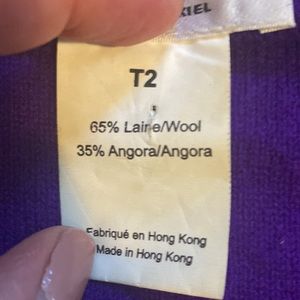 T2
65% Laine/Wool
35% Angora/Angora
Fabriqué en Hong Kong
Made in Hong Kong